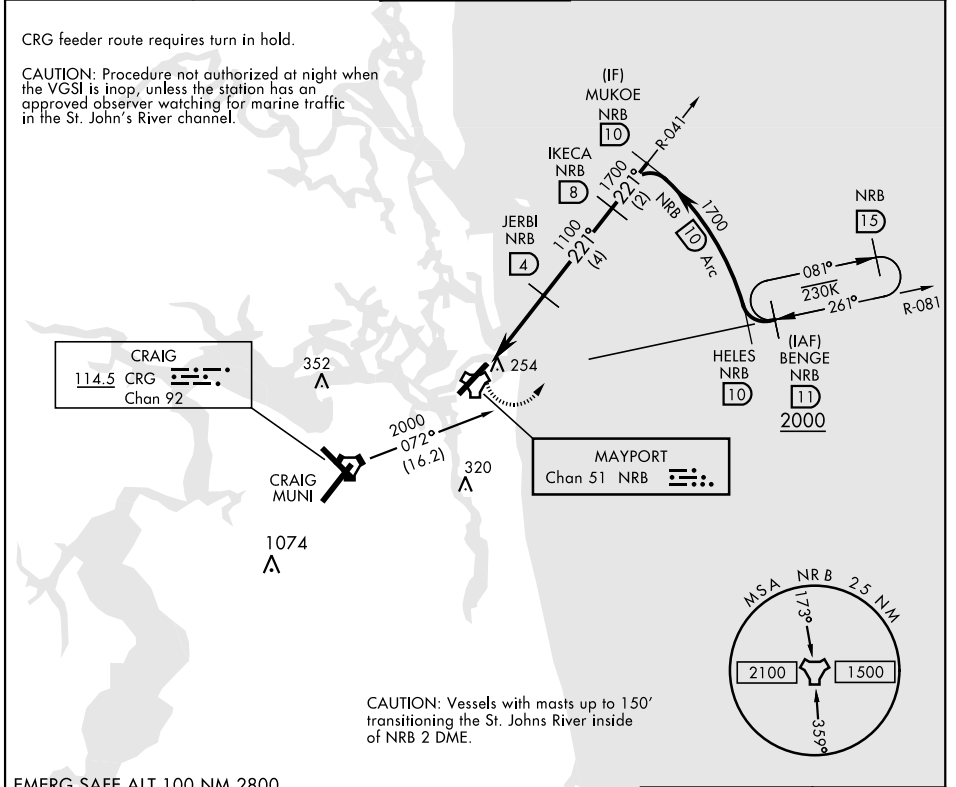 CRG feeder route requires turn in hold.
CAUTION: Procedure not authorized at night when
the VGSI is inop, unless the station has an
approved observer watching for marine traffic
in the St. John's River channel.
(IF)
MUKOE
NRB
10
R-041
IKECA
NRB
8
1700
221°
(2)
JERBI
NRB
4
1100
221°
(4)
NRB 10 Arc
1700
NRB
15
081°
230K
261°
R-081
HELES
NRB
10
(IAF)
BENGE
NRB
11
2000
CRAIG
114.5 CRG
Chan 92
352
254
2000
072°
(16.2)
CRAIG
MUNI
320
MAYPORT
Chan 51 NRB
1074
MSA NRB 25 NM
173°
2100
1500
359°
CAUTION: Vessels with masts up to 150'
transitioning the St. Johns River inside
of NRB 2 DME.
EMERG SAFE ALT 100 NM 2800